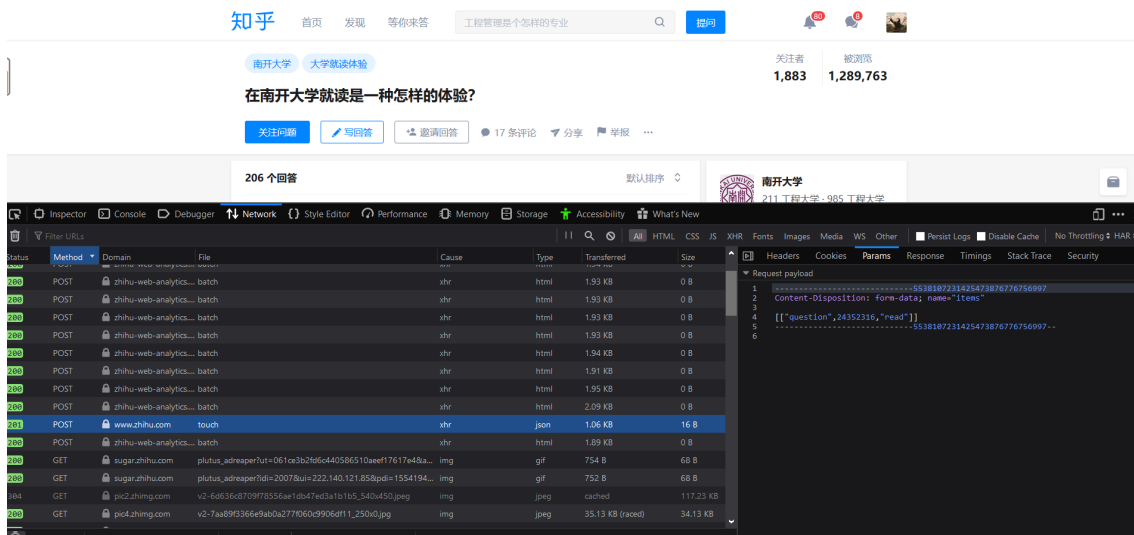 知乎 首页 发现 等你来答 工程管理是个怎样的专业 提问 80 8
南开大学 大学就读体验
关注者 被浏览
1,883 1,289,763
在南开大学就读是一种怎样的体验?
关注问题 写回答 邀请回答 17 条评论 分享 举报 ...
206 个回答 默认排序
南开大学
211 工程大学 · 985 工程大学
Inspector Console Debugger Network Style Editor Performance Memory Storage Accessibility What's New
Filter URLs All HTML CSS JS XHR Fonts Images Media WS Other Persist Logs Disable Cache No Throttling HAR
Status Method Domain File Cause Type Transferred Size
Headers Cookies Params Response Timings Stack Trace Security
Request payload
200 POST zhihu-web-analytics... batch xhr html 1.93 KB 0 B
200 POST zhihu-web-analytics... batch xhr html 1.93 KB 0 B
200 POST zhihu-web-analytics... batch xhr html 1.93 KB 0 B
200 POST zhihu-web-analytics... batch xhr html 1.93 KB 0 B
200 POST zhihu-web-analytics... batch xhr html 1.94 KB 0 B
200 POST zhihu-web-analytics... batch xhr html 1.91 KB 0 B
200 POST zhihu-web-analytics... batch xhr html 1.95 KB 0 B
200 POST zhihu-web-analytics... batch xhr html 2.09 KB 0 B
201 POST www.zhihu.com touch xhr json 1.06 KB 16 B
200 POST zhihu-web-analytics... batch xhr html 1.89 KB 0 B
200 GET sugar.zhihu.com plutus_adreaper?ut=061ce3b2fd6c440586510aeef17617e4&a... img gif 754 B 68 B
200 GET sugar.zhihu.com plutus_adreaper?idi=2007&ui=222.140.121.85&pdi=1554194... img gif 752 B 68 B
304 GET pic2.zhimg.com v2-6d636c8709f78556ae1db47ed3a1b1b5_540x450.jpeg img jpeg cached 117.23 KB
200 GET pic4.zhimg.com v2-7aa89f3366e9ab0a277f060c9906df11_250x0.jpg img jpeg 35.13 KB (raced) 34.13 KB
1 -----------------------------5538107231425473876776756997
2 Content-Disposition: form-data; name="items"
3
4 [["question",24352316,"read"]]
5 -----------------------------5538107231425473876776756997--
6